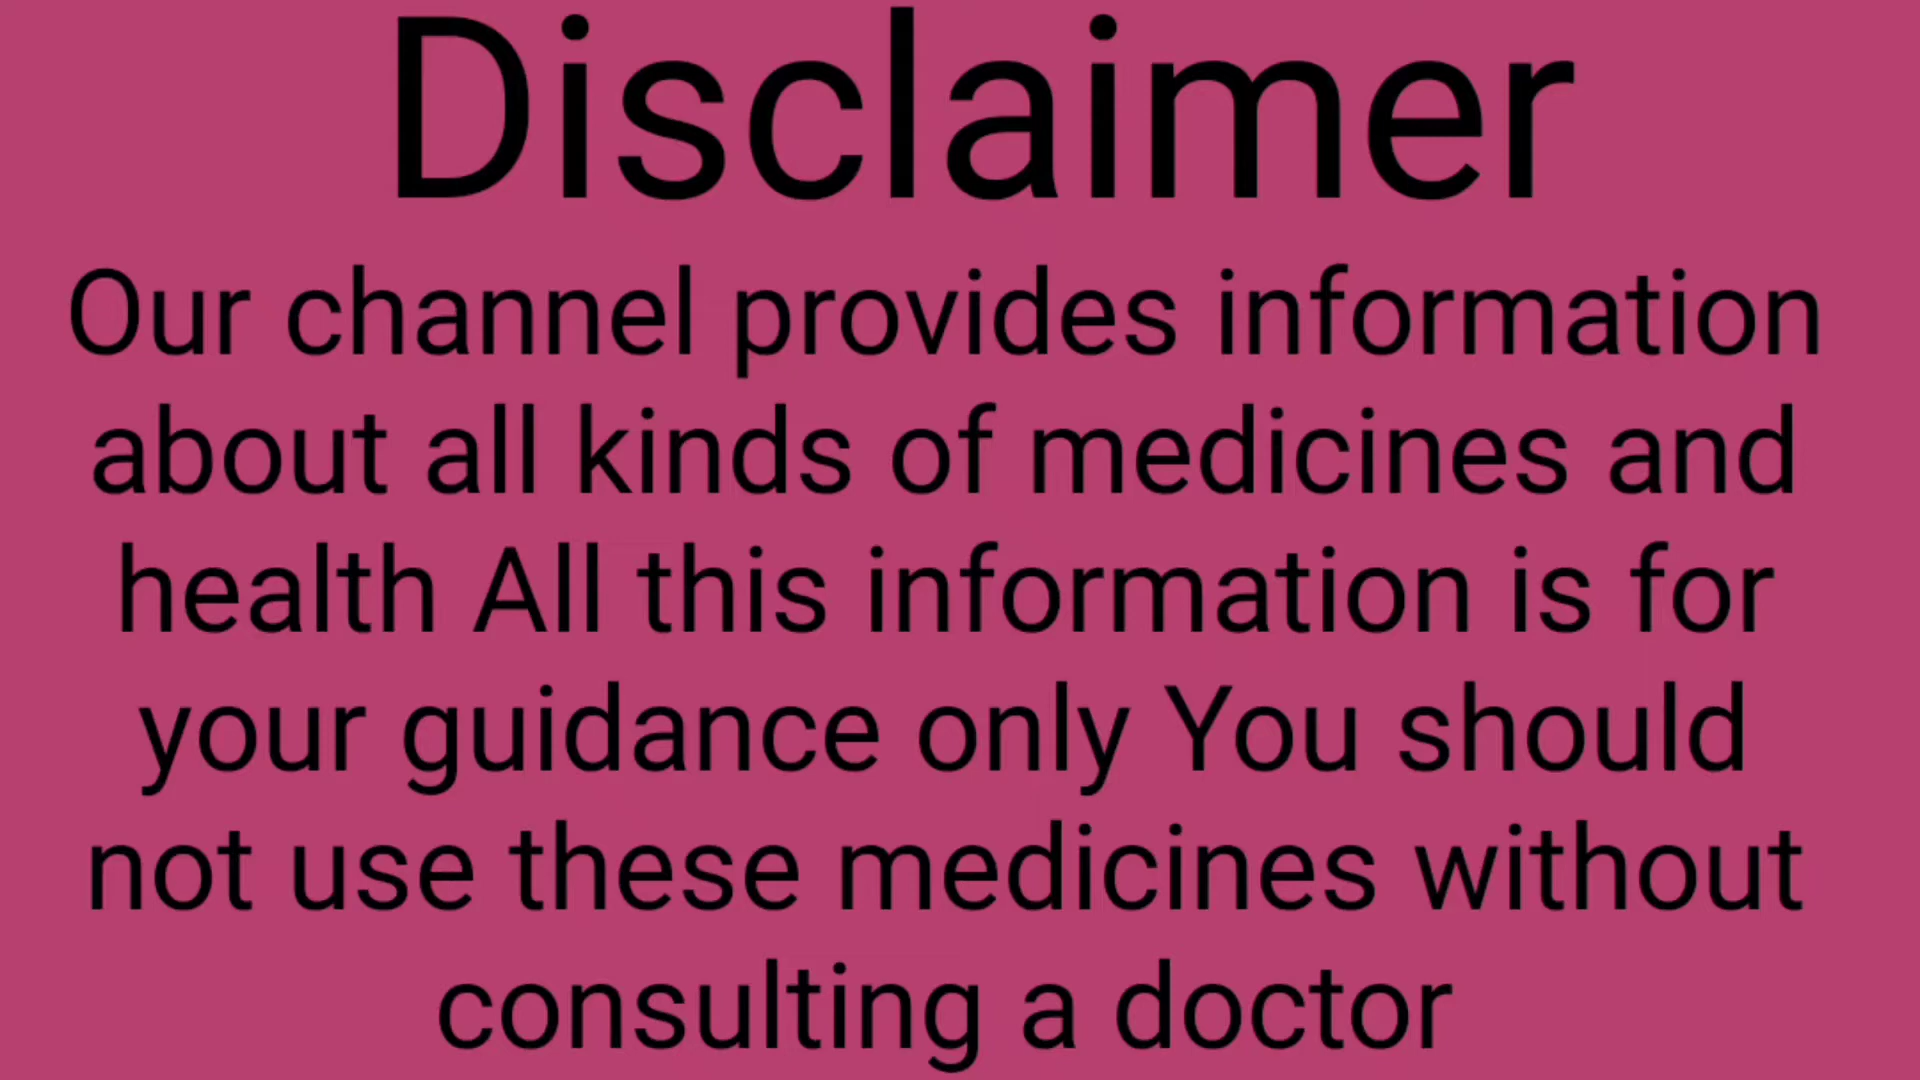 Disclaimer
Our channel provides information
about all kinds of medicines and
health All this information is for
your guidance only You should
not use these medicines without
consulting a doctor